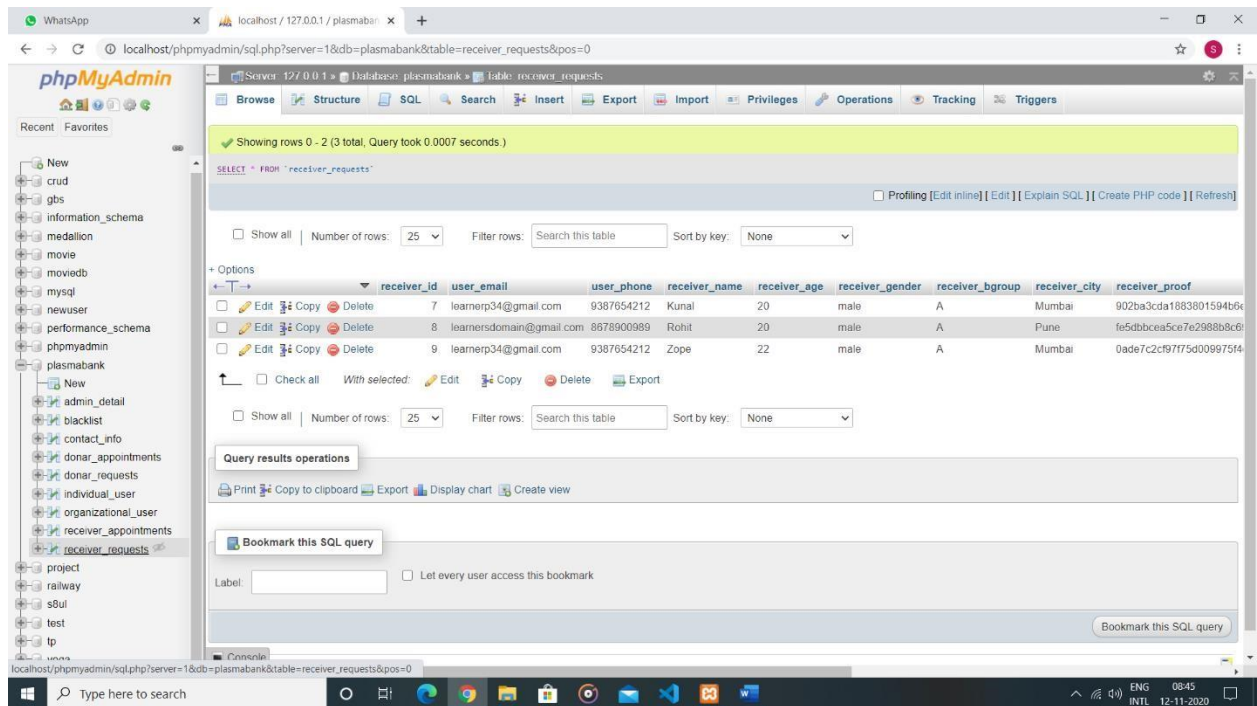 WhatsApp
localhost / 127.0.0.1 / plasmaban
localhost/phpmyadmin/sql.php?server=1&db=plasmabank&table=receiver_requests&pos=0
S
phpMyAdmin
Recent Favorites
New
crud
gbs
information_schema
medallion
movie
moviedb
mysql
newuser
performance_schema
phpmyadmin
plasmabank
New
admin_detail
blacklist
contact_info
donar_appointments
donar_requests
individual_user
organizational_user
receiver_appointments
receiver_requests
project
railway
s8ul
test
tp
yoga
Server: 127.0.0.1 » Database: plasmabank » Table: receiver_requests
Browse Structure SQL Search Insert Export Import Privileges Operations Tracking Triggers
Showing rows 0 - 2 (3 total, Query took 0.0007 seconds.)
SELECT * FROM `receiver_requests`
Profiling [Edit inline] [ Edit ] [ Explain SQL ] [ Create PHP code ] [ Refresh]
Show all | Number of rows: 25 Filter rows: Search this table Sort by key: None
+ Options
←T→ receiver_id user_email user_phone receiver_name receiver_age receiver_gender receiver_bgroup receiver_city receiver_proof
Edit Copy Delete 7 learnerp34@gmail.com 9387654212 Kunal 20 male A Mumbai 902ba3cda1883801594b6e
Edit Copy Delete 8 learnersdomain@gmail.com 8678900989 Rohit 20 male A Pune fe5dbbcea5ce7e2988b8c6
Edit Copy Delete 9 learnerp34@gmail.com 9387654212 Zope 22 male A Mumbai 0ade7c2cf97f75d009975f4
Check all With selected: Edit Copy Delete Export
Show all | Number of rows: 25 Filter rows: Search this table Sort by key: None
Query results operations
Print Copy to clipboard Export Display chart Create view
Bookmark this SQL query
Label: Let every user access this bookmark
Bookmark this SQL query
Console
localhost/phpmyadmin/sql.php?server=1&db=plasmabank&table=receiver_requests&pos=0
Type here to search
ENG 08:45
INTL 12-11-2020